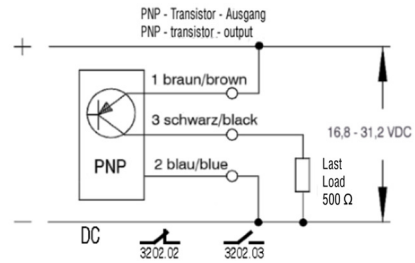 PNP - Transistor - Ausgang
PNP - transistor - output
+
1 braun/brown
3 schwarz/black
16,8 - 31,2 VDC
PNP
2 blau/blue
Last
Load
500 Ω
—
DC
3202.02
3202.03